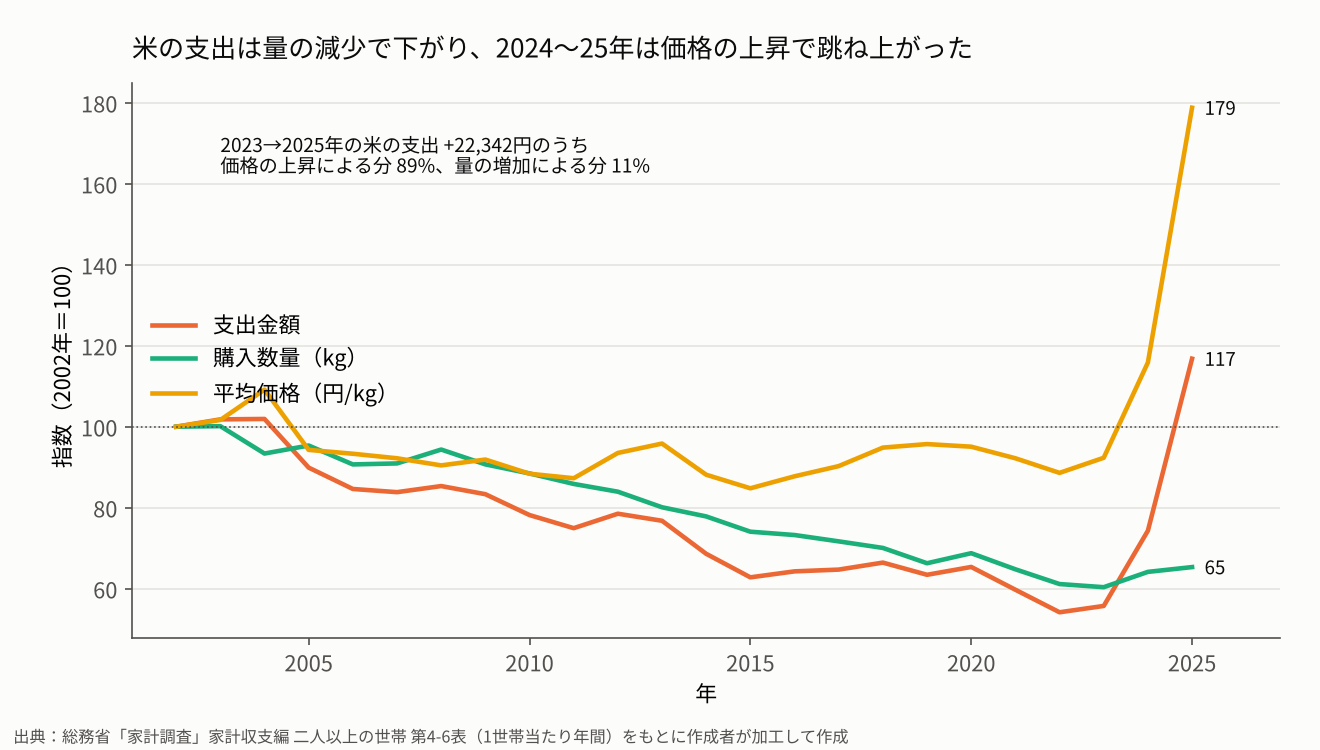 米の支出は量の減少で下がり、2024～25年は価格の上昇で跳ね上がった
180
160
140
120
100
80
60
指数（2002年＝100）
2023→2025年の米の支出 +22,342円のうち
価格の上昇による分 89%、量の増加による分 11%
支出金額
購入数量（kg）
平均価格（円/kg）
179
117
65
2005
2010
2015
2020
2025
年
出典：総務省「家計調査」家計収支編 二人以上の世帯 第4-6表（1世帯当たり年間）をもとに作成者が加工して作成